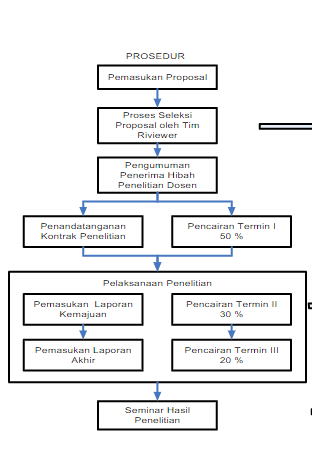 PROSEDUR
Pemasukan Proposal
Proses Seleksi
Proposal oleh Tim
Riviewer
Pengumuman
Penerima Hibah
Penelitian Dosen
Penandatanganan
Kontrak Penelitian
Pencairan Termin I
50 %
Pelaksanaan Penelitian
Pemasukan Laporan
Kemajuan
Pencairan Termin II
30 %
Pemasukan Laporan
Akhir
Pencairan Termin III
20 %
Seminar Hasil
Penelitian